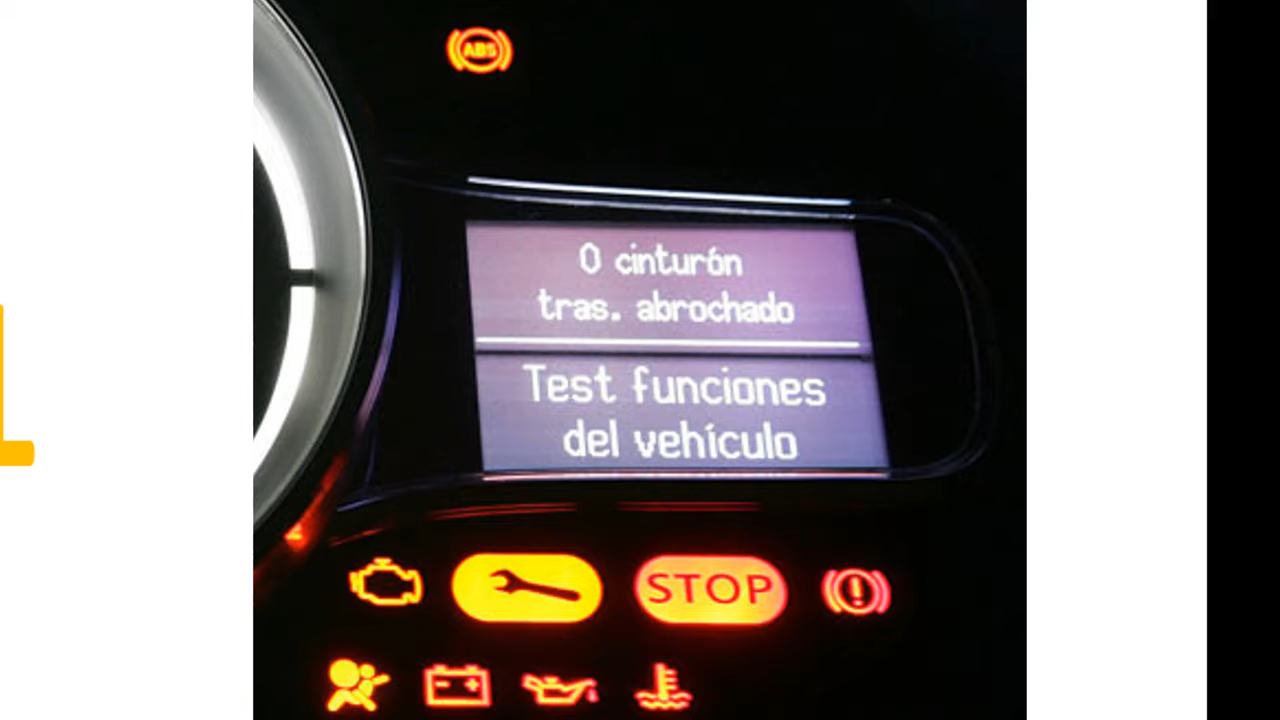 ABS
0 cinturón
tras. abrochado
Test funciones
del vehículo
STOP